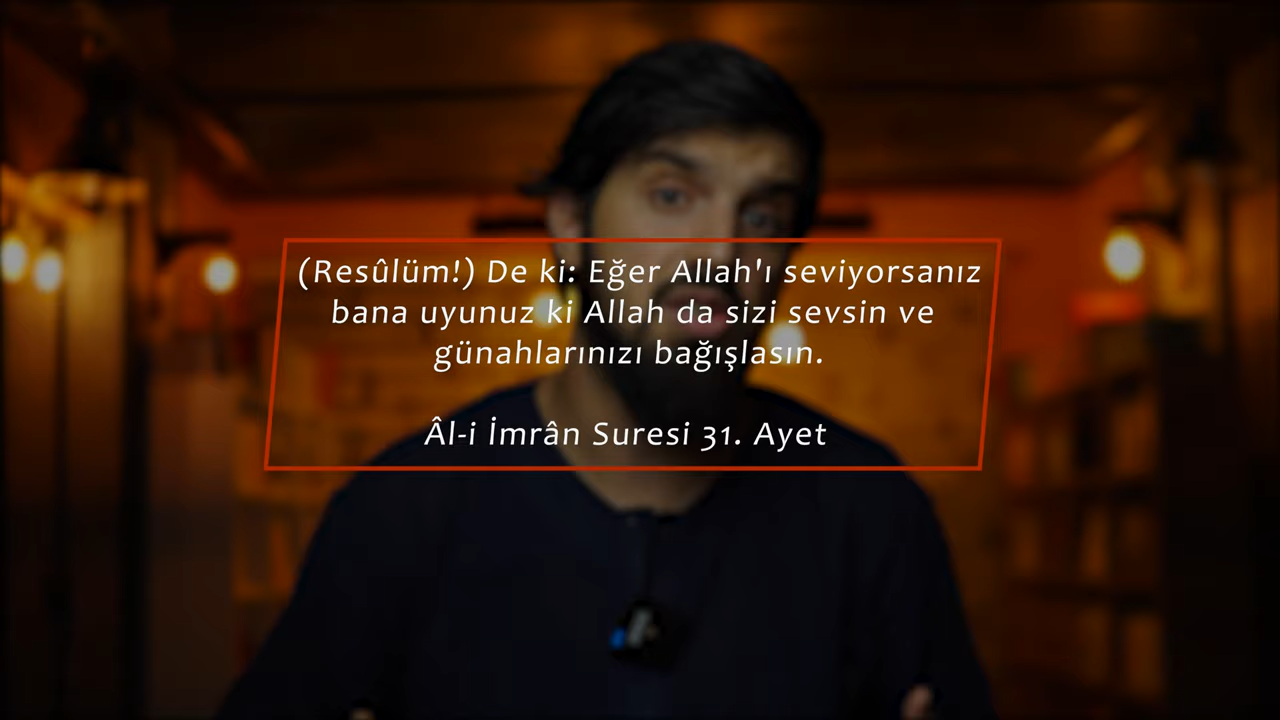 (Resûlüm!) De ki: Eğer Allah'ı seviyorsanız
bana uyunuz ki Allah da sizi sevsin ve
günahlarınızı bağışlasın.
Âl-i İmrân Suresi 31. Ayet